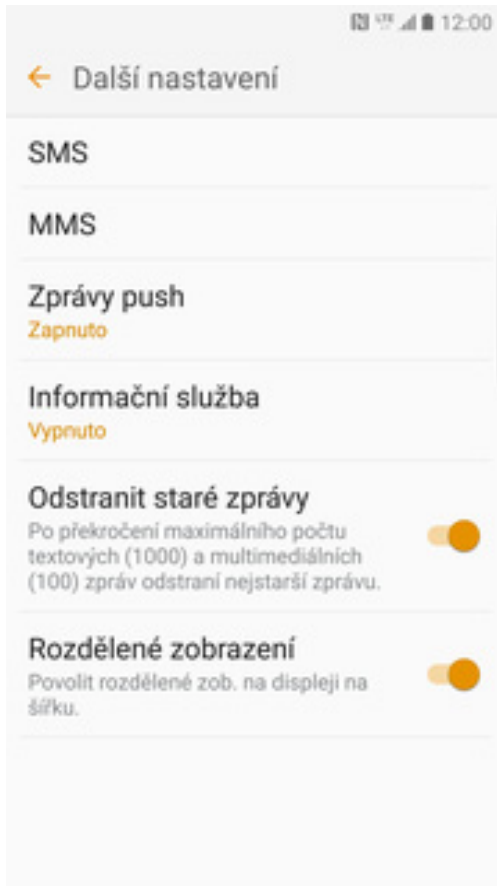 LTE 12:00
Další nastavení
SMS
MMS
Zprávy push
Zapnuto
Informační služba
Vypnuto
Odstranit staré zprávy
Po překročení maximálního počtu
textových (1000) a multimediálních
(100) zpráv odstraní nejstarší zprávu.
Rozdělené zobrazení
Povolit rozdělené zob. na displeji na
šířku.